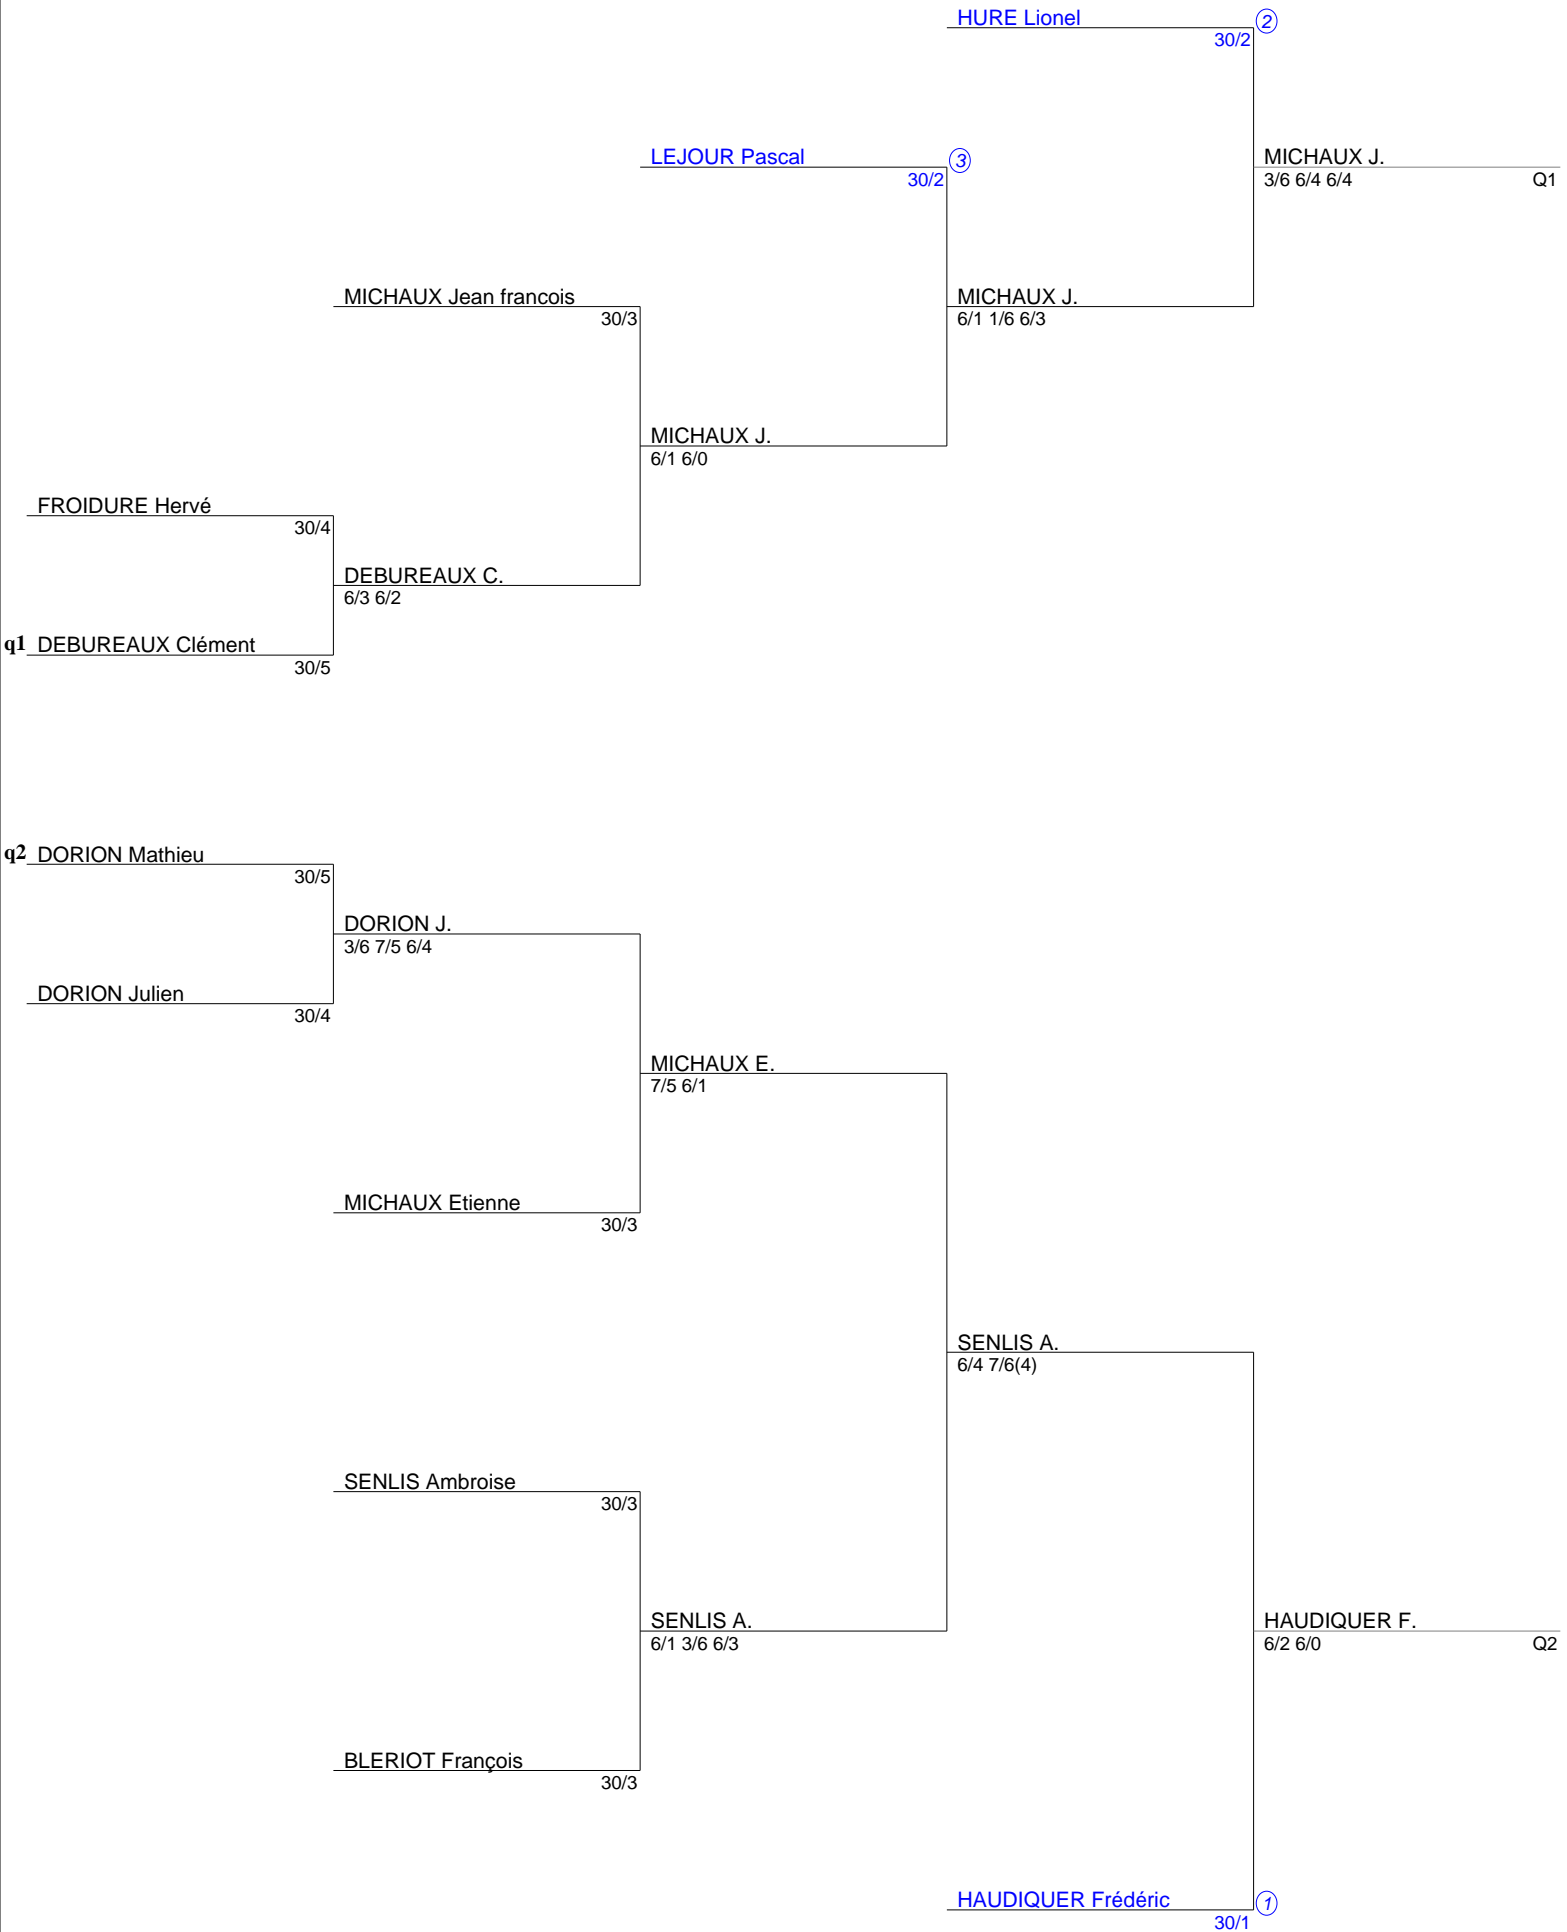 HURE Lionel
2
30/2
LEJOUR Pascal
3
30/2
MICHAUX J.
3/6 6/4 6/4
Q1
MICHAUX Jean francois
30/3
MICHAUX J.
6/1 1/6 6/3
MICHAUX J.
6/1 6/0
FROIDURE Hervé
30/4
DEBUREAUX C.
6/3 6/2
q1 DEBUREAUX Clément
30/5
q2 DORION Mathieu
30/5
DORION J.
3/6 7/5 6/4
DORION Julien
30/4
MICHAUX E.
7/5 6/1
MICHAUX Etienne
30/3
SENLIS A.
6/4 7/6(4)
SENLIS Ambroise
30/3
SENLIS A.
6/1 3/6 6/3
HAUDIQUER F.
6/2 6/0
Q2
BLERIOT François
30/3
HAUDIQUER Frédéric
1
30/1